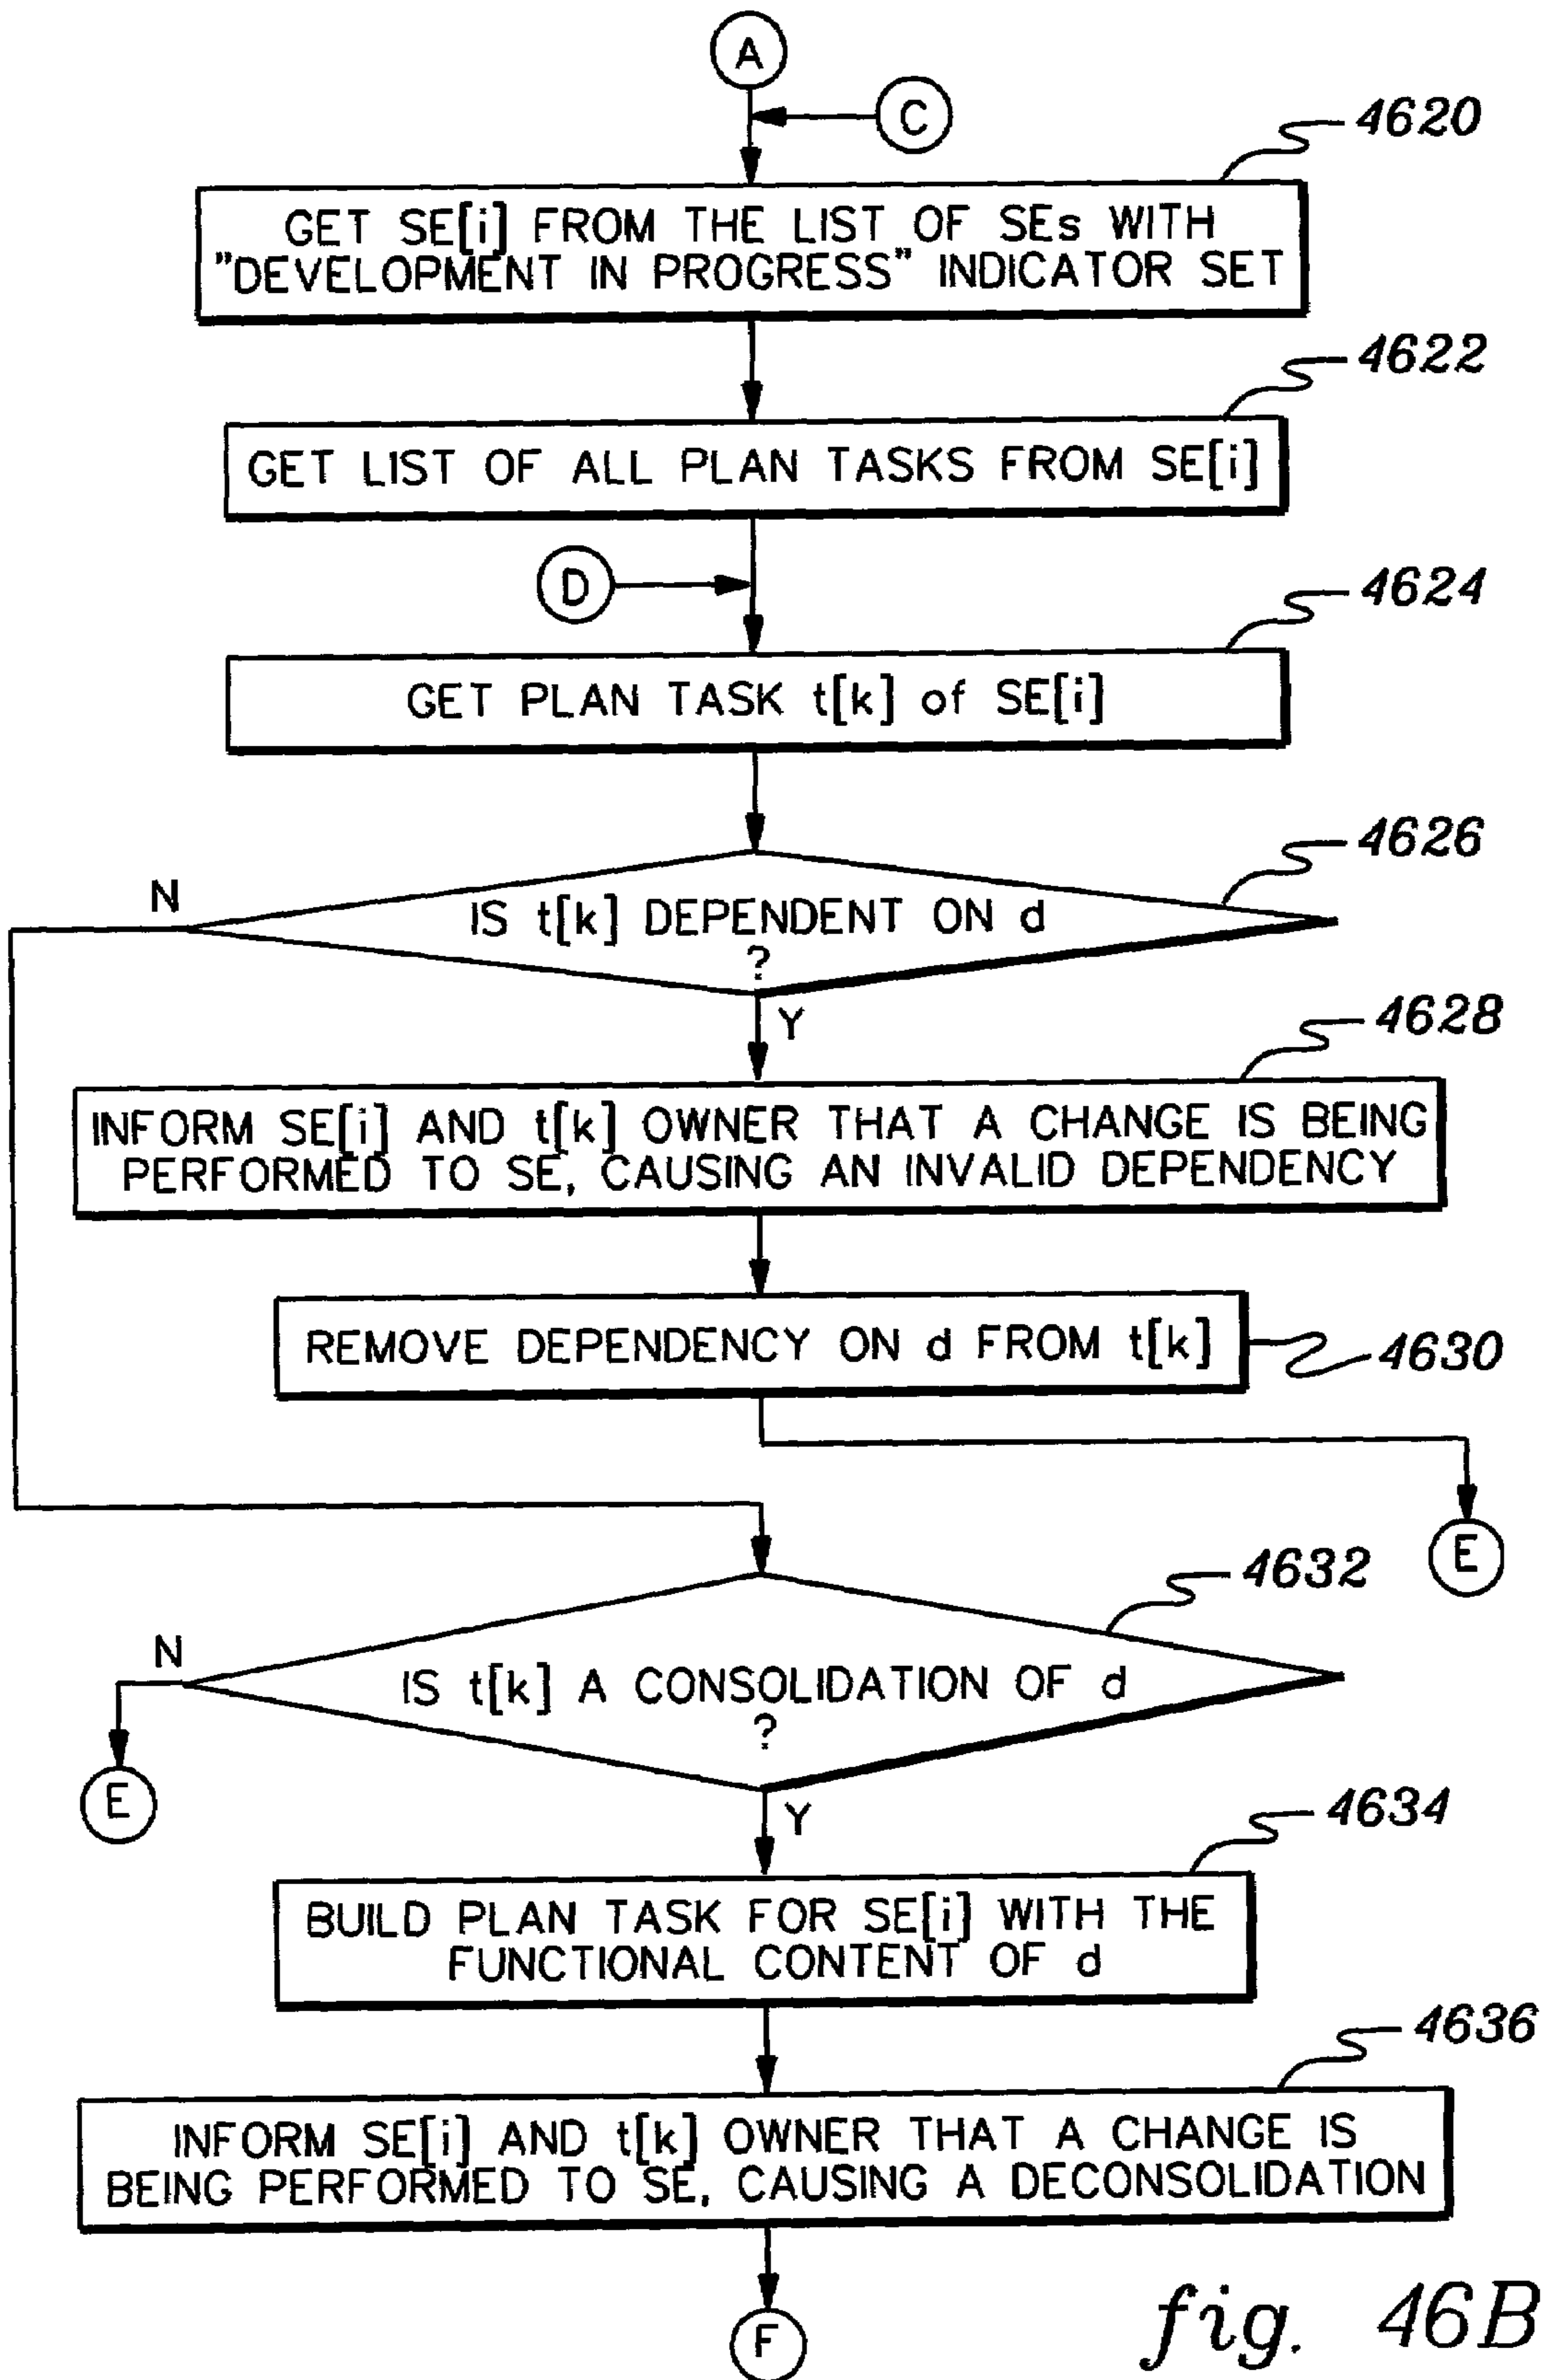 A
C
4620
GET SE[i] FROM THE LIST OF SEs WITH
"DEVELOPMENT IN PROGRESS" INDICATOR SET
4622
GET LIST OF ALL PLAN TASKS FROM SE[i]
D
4624
GET PLAN TASK t[k] of SE[i]
4626
N
IS t[k] DEPENDENT ON d
?
Y
4628
INFORM SE[i] AND t[k] OWNER THAT A CHANGE IS BEING
PERFORMED TO SE, CAUSING AN INVALID DEPENDENCY
REMOVE DEPENDENCY ON d FROM t[k]
4630
E
4632
N
IS t[k] A CONSOLIDATION OF d
?
E
Y
4634
BUILD PLAN TASK FOR SE[i] WITH THE
FUNCTIONAL CONTENT OF d
4636
INFORM SE[i] AND t[k] OWNER THAT A CHANGE IS
BEING PERFORMED TO SE, CAUSING A DECONSOLIDATION
F
fig. 46B